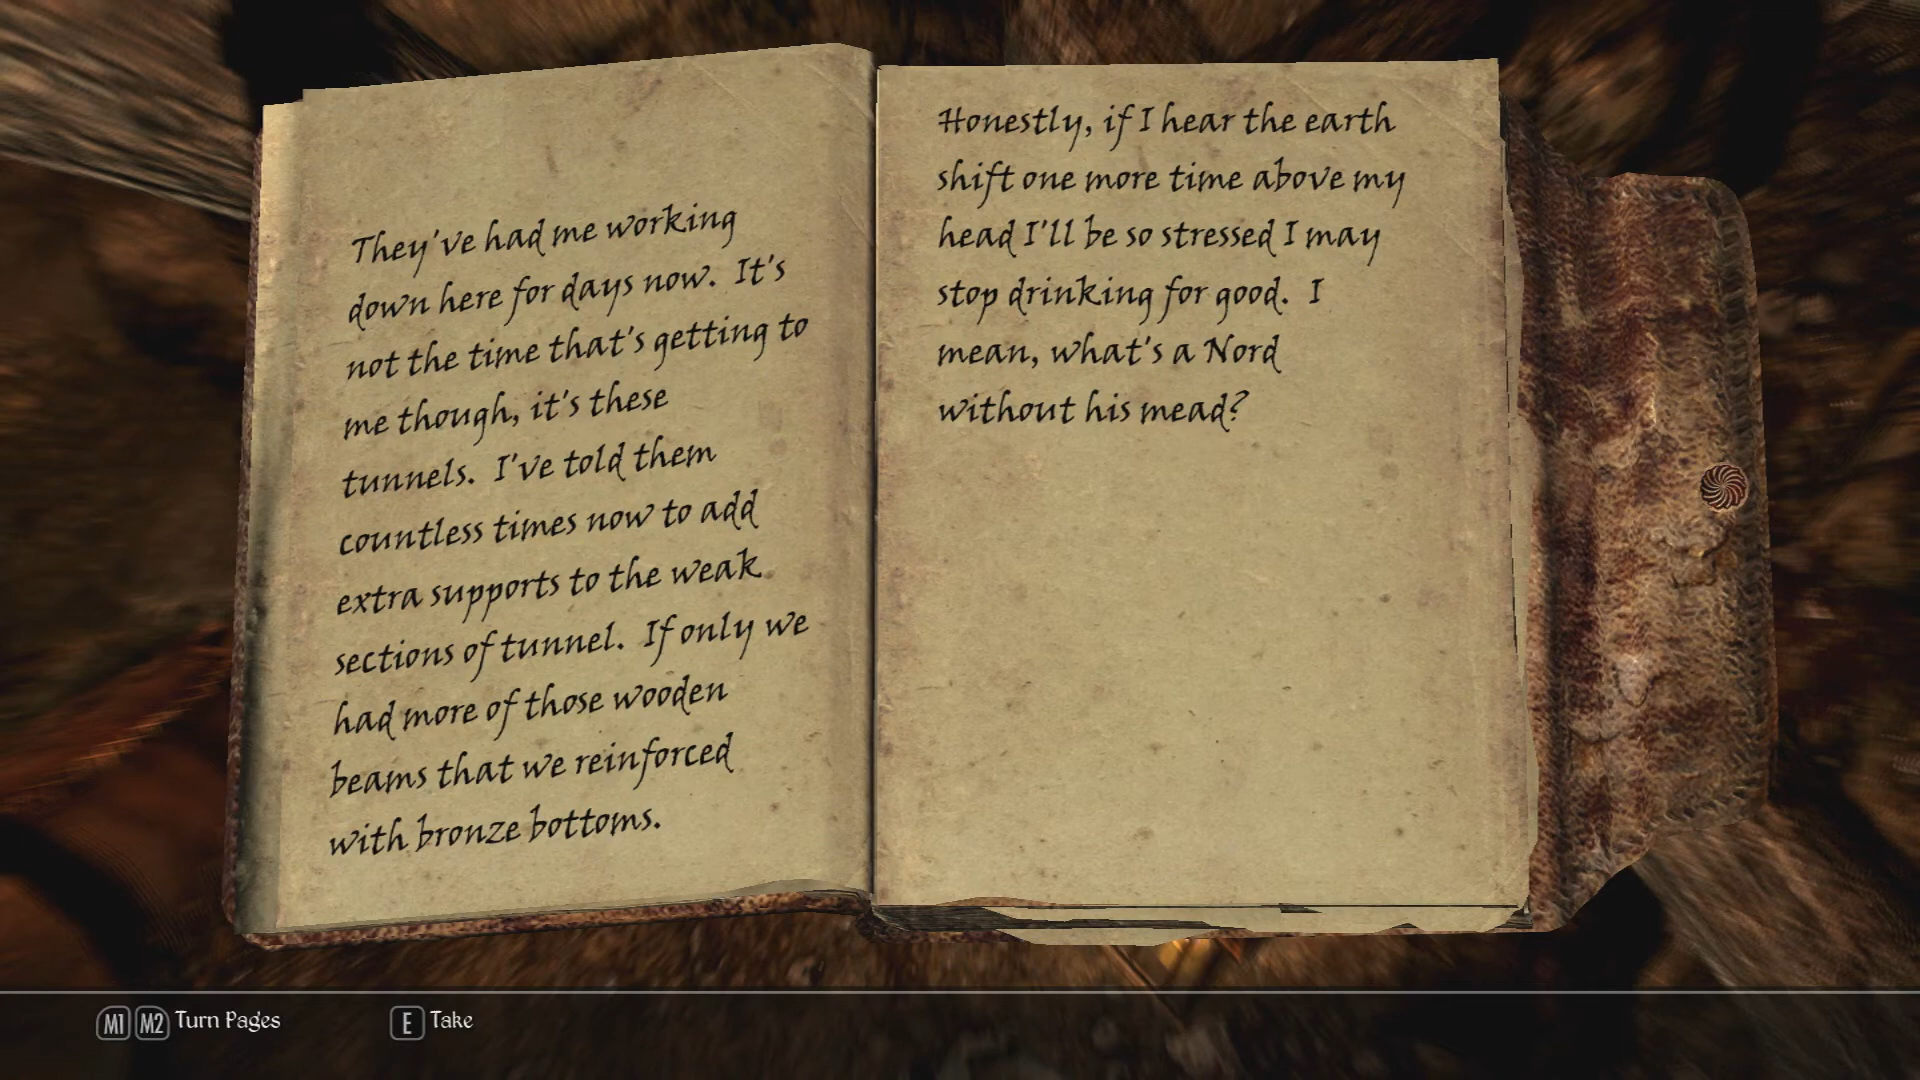 They've had me working
down here for days now.  It's
not the time that's getting to
me though, it's these
tunnels.  I've told them
countless times now to add
extra supports to the weak
sections of tunnel.  If only we
had more of those wooden
beams that we reinforced
with bronze bottoms.
Honestly, if I hear the earth
shift one more time above my
head I'll be so stressed I may
stop drinking for good.  I
mean, what's a Nord
without his mead?
M1 M2 Turn Pages
E Take